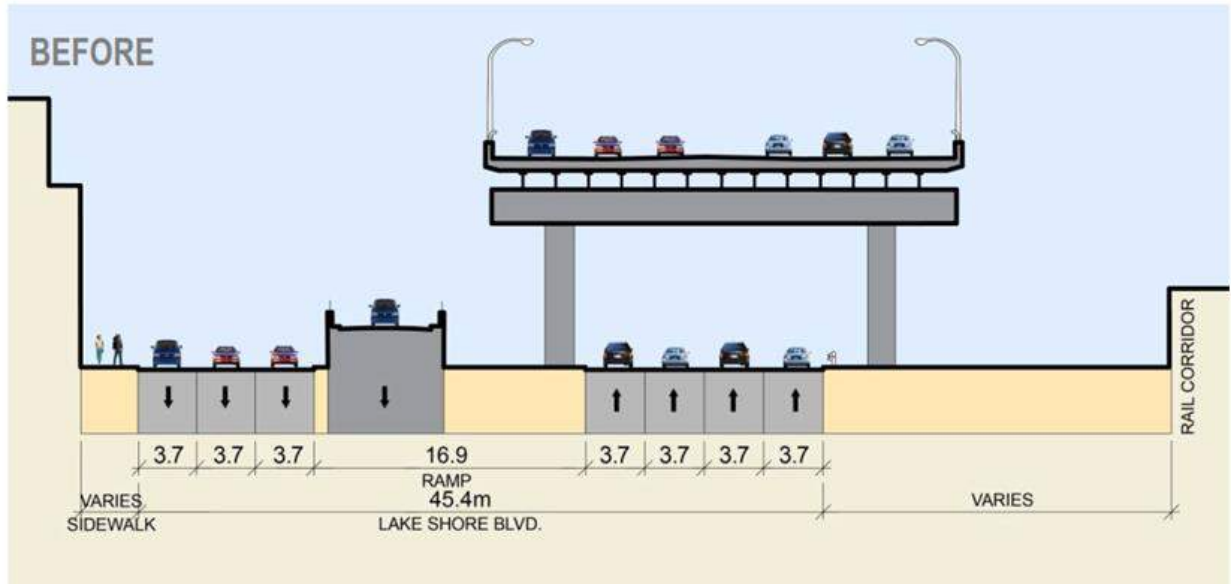 BEFORE
RAIL CORRIDOR
3.7 3.7 3.7 16.9 3.7 3.7 3.7 3.7
RAMP
VARIES 45.4m VARIES
SIDEWALK LAKE SHORE BLVD.